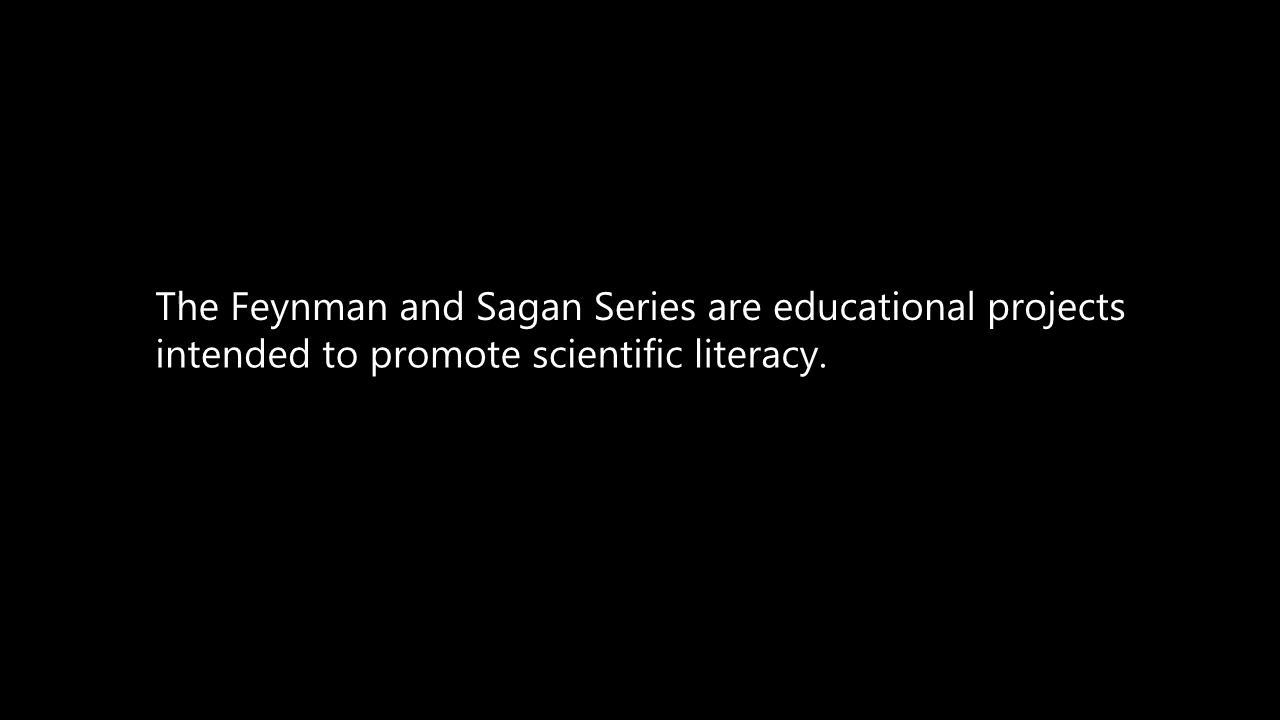 The Feynman and Sagan Series are educational projects
intended to promote scientific literacy.